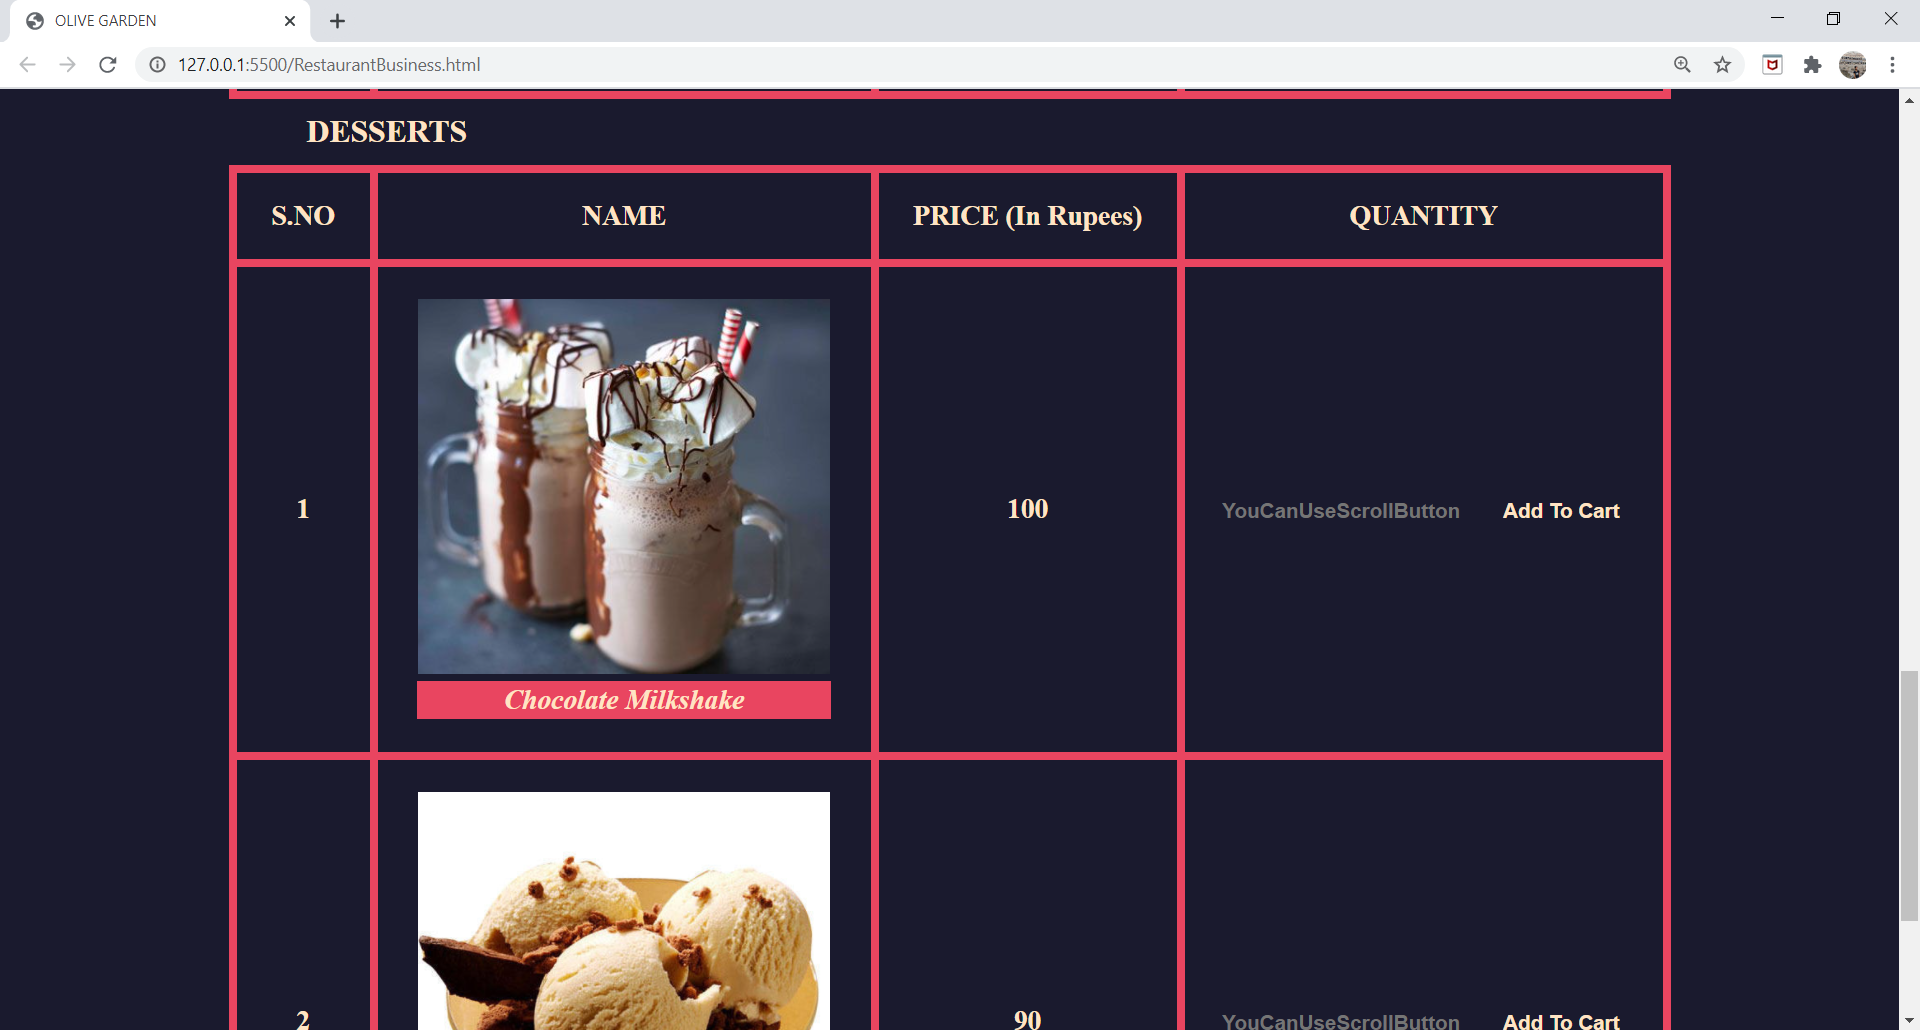 OLIVE GARDEN
127.0.0.1:5500/RestaurantBusiness.html
DESSERTS
S.NO NAME PRICE (In Rupees) QUANTITY
1 100 YouCanUseScrollButton Add To Cart
Chocolate Milkshake
2 90 YouCanUseScrollButton Add To Cart